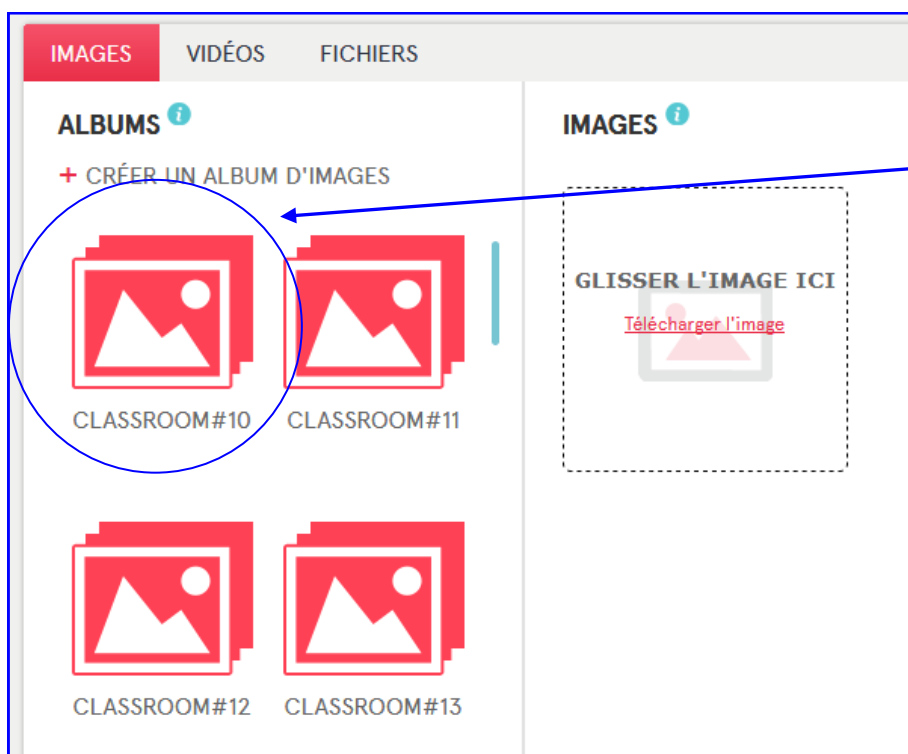 IMAGES VIDÉOS FICHIERS
ALBUMS i
+ CRÉER UN ALBUM D'IMAGES
CLASSROOM#10 CLASSROOM#11
CLASSROOM#12 CLASSROOM#13
IMAGES i
GLISSER L'IMAGE ICI
Télécharger l'image